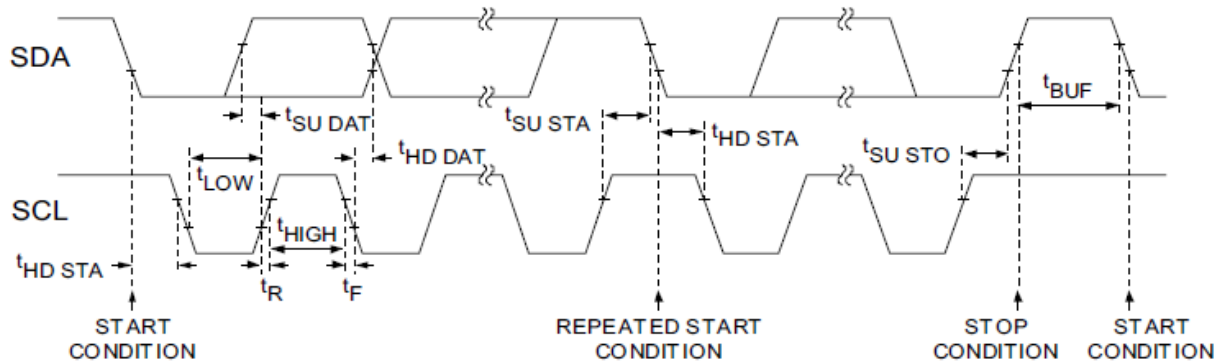 SDA
tSU DAT
tHD DAT
tSU STA
tHD STA
tBUF
tSU STO
tLOW
SCL
tHIGH
tHD STA
tR
tF
START
CONDITION
REPEATED START
CONDITION
STOP
CONDITION
START
CONDITION